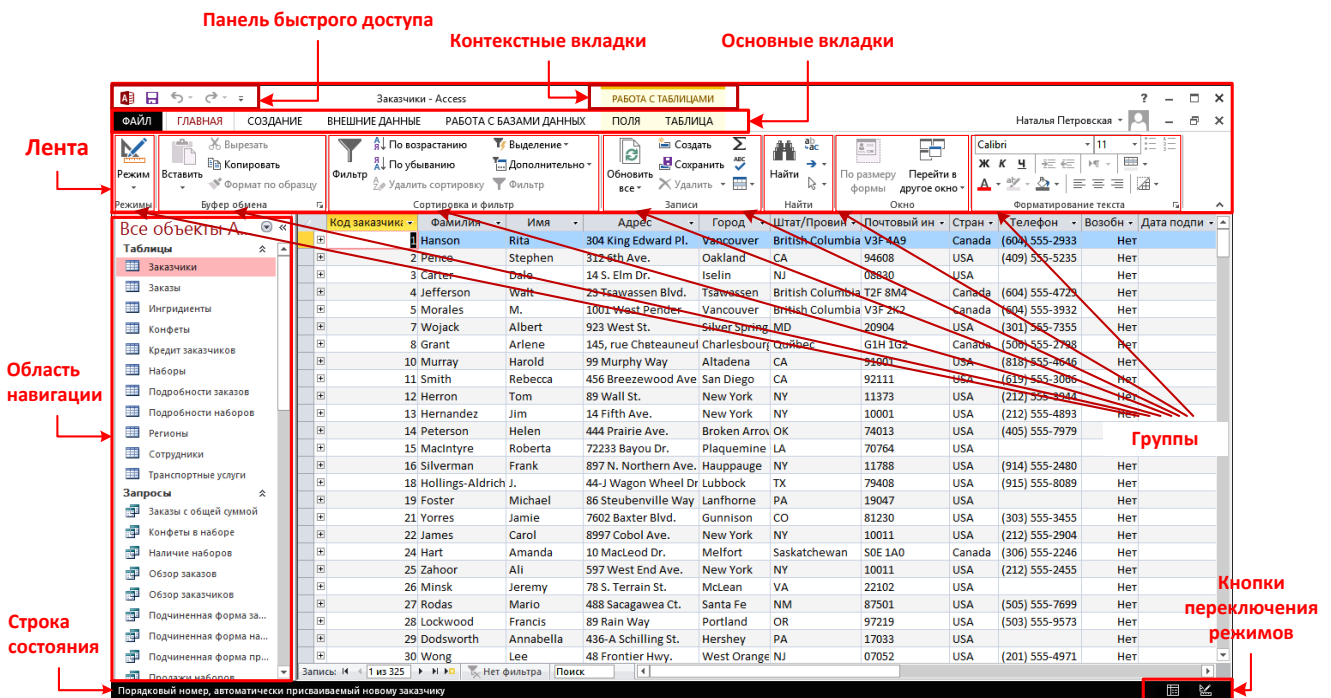 Панель быстрого доступа
Контекстные вкладки
Основные вкладки
Заказчики - Access
РАБОТА С ТАБЛИЦАМИ
?
ФАЙЛ ГЛАВНАЯ СОЗДАНИЕ ВНЕШНИЕ ДАННЫЕ РАБОТА С БАЗАМИ ДАННЫХ ПОЛЯ ТАБЛИЦА
Наталья Петровская
Лента
Режим
Режимы
Вставить
Вырезать
Копировать
Формат по образцу
Буфер обмена
Фильтр
По возрастанию
По убыванию
Удалить сортировку
Выделение
Дополнительно
Фильтр
Сортировка и фильтр
Обновить
все
Создать
Сохранить
Удалить
Записи
Найти
Найти
По размеру
формы
Перейти в
другое окно
Окно
Calibri 11
Ж К Ч
Форматирование текста
Все объекты A...
Таблицы
Заказчики
Заказы
Ингридиенты
Конфеты
Кредит заказчиков
Наборы
Подробности заказов
Подробности наборов
Регионы
Сотрудники
Транспортные услуги
Запросы
Заказы с общей суммой
Конфеты в наборе
Наличие наборов
Обзор заказов
Обзор заказчиков
Подчиненная форма за...
Подчиненная форма на...
Подчиненная форма пр...
Продажи наборов
Область
навигации
Строка
состояния
Код заказчика Фамилия Имя Адрес Город Штат/Провин Почтовый ин Стран Телефон Возобн Дата подпи
1 Hanson Rita 304 King Edward Pl. Vancouver British Columbia V3F 4A9 Canada (604) 555-2933 Нет
2 Pence Stephen 312 6th Ave. Oakland CA 94608 USA (409) 555-5235 Нет
3 Carter Dale 14 S. Elm Dr. Iselin NJ 08830 USA Нет
4 Jefferson Walt 23 Tsawassen Blvd. Tsawassen British Columbia T2F 8M4 Canada (604) 555-4729 Нет
5 Morales M. 1001 West Pender Vancouver British Columbia V3F 2K2 Canada (604) 555-3932 Нет
7 Wojack Albert 923 West St. Silver Spring MD 20904 USA (301) 555-7355 Нет
8 Grant Arlene 145, rue Chвteauneuf Charlesbourg Quйbec G1H 1G2 Canada (506) 555-2798 Нет
10 Murray Harold 99 Murphy Way Altadena CA 91001 USA (818) 555-4646 Нет
11 Smith Rebecca 456 Breezewood Ave San Diego CA 92111 USA (619) 555-3066 Нет
12 Herron Tom 89 Wall St. New York NY 11373 USA (212) 555-3944 Нет
13 Hernandez Jim 14 Fifth Ave. New York NY 10001 USA (212) 555-4893 Нет
14 Peterson Helen 444 Prairie Ave. Broken Arrow OK 74013 USA (405) 555-7979
15 MacIntyre Roberta 72233 Bayou Dr. Plaquemine LA 70764 USA
16 Silverman Frank 897 N. Northern Ave. Hauppauge NY 11788 USA (914) 555-2480 Нет
18 Hollings-Aldrich J. 44-J Wagon Wheel Dr Lubbock TX 79408 USA (915) 555-8089 Нет
19 Foster Michael 86 Steubenville Way Lanfhorne PA 19047 USA Нет
21 Yorres Jamie 7602 Baxter Blvd. Gunnison CO 81230 USA (303) 555-3455 Нет
22 James Carol 8997 Cobol Ave. New York NY 10011 USA (212) 555-2904 Нет
24 Hart Amanda 10 MacLeod Dr. Melfort Saskatchewan S0E 1A0 Canada (306) 555-2246 Нет
25 Zahoor Ali 597 West End Ave. New York NY 10011 USA (212) 555-2455 Нет
26 Minsk Jeremy 78 S. Terrain St. McLean VA 22102 USA Нет
27 Rodas Mario 488 Sacagawea Ct. Santa Fe NM 87501 USA (505) 555-7699 Нет
28 Lockwood Francis 89 Rain Way Portland OR 97219 USA (503) 555-9573 Нет
29 Dodsworth Annabella 436-A Schilling St. Hershey PA 17033 USA Нет
30 Wong Lee 48 Frontier Hwy. West Orange NJ 07052 USA (201) 555-4971 Нет
Группы
Кнопки
переключения
режимов
Запись: 1 из 325 Нет фильтра Поиск
Порядковый номер, автоматически присваиваемый новому заказчику